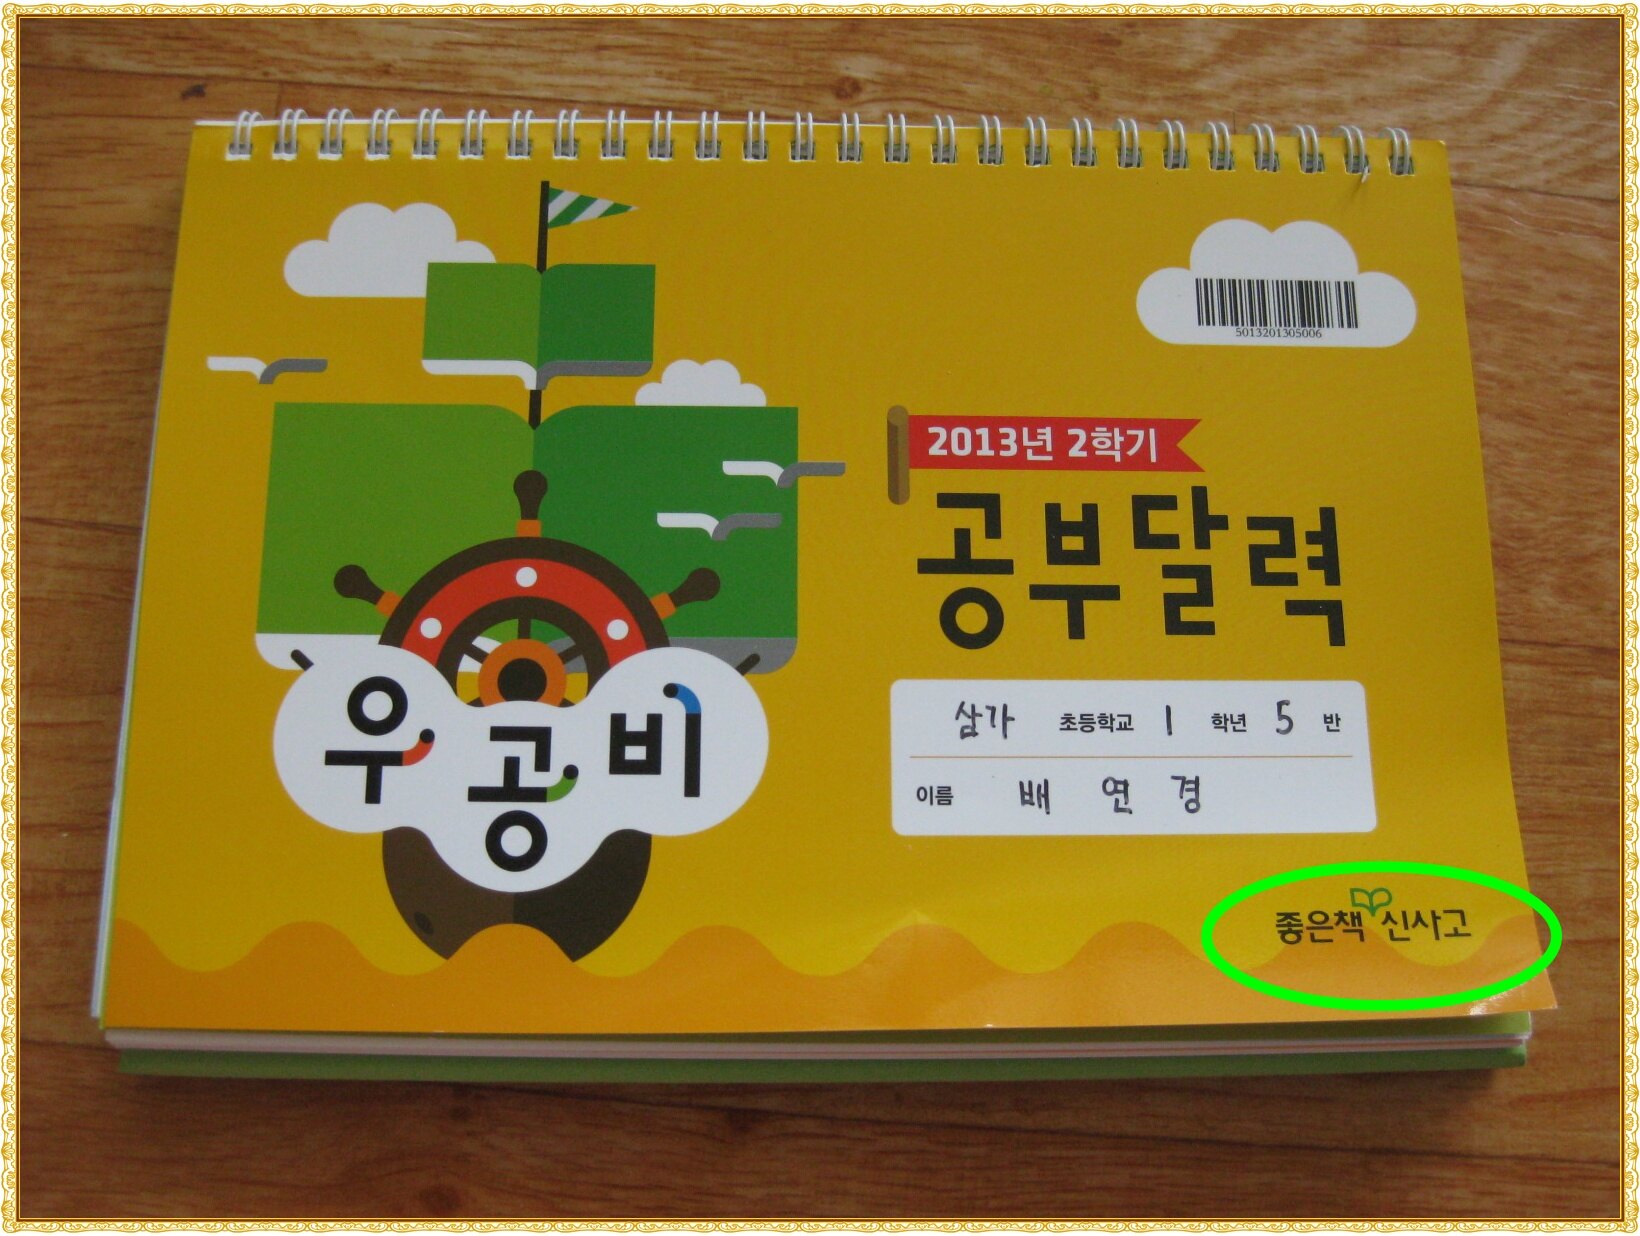 5013201305006
2013년 2학기
공부달력
우공비
삼가 초등학교 1 학년 5 반
이름 배 연 경
좋은책 신사고